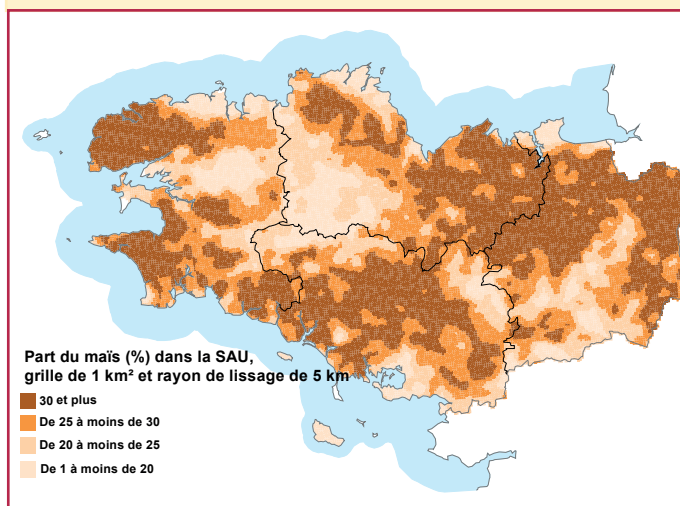 Part du maïs (%) dans la SAU,
grille de 1 km² et rayon de lissage de 5 km
30 et plus
De 25 à moins de 30
De 20 à moins de 25
De 1 à moins de 20